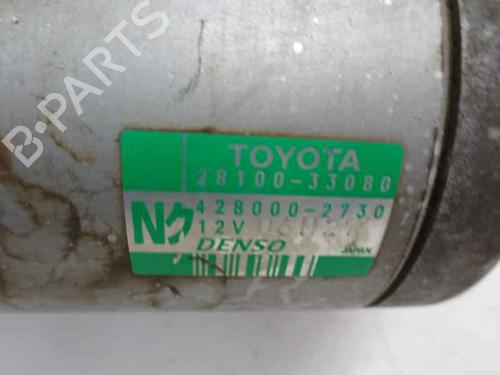 B-PARTS
TOYOTA
28100-33080
428000-2730
12V
DENSO
JAPAN